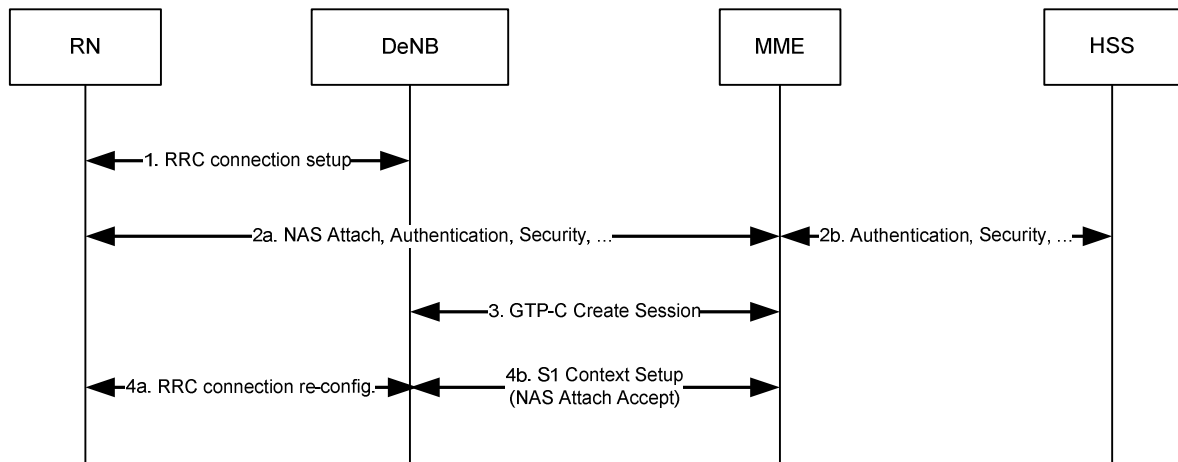 RN
DeNB
MME
HSS
1. RRC connection setup
2a. NAS Attach, Authentication, Security, ...
2b. Authentication, Security, ...
3. GTP-C Create Session
4a. RRC connection re-config.
4b. S1 Context Setup
(NAS Attach Accept)